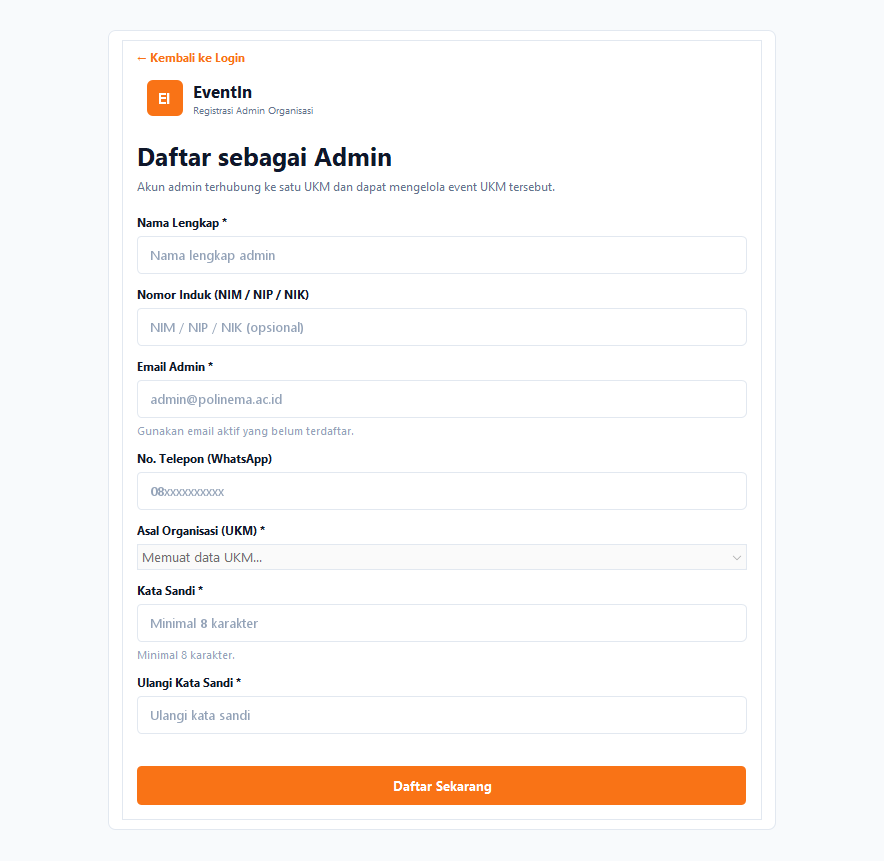 ← Kembali ke Login
EI
EventIn
Registrasi Admin Organisasi
Daftar sebagai Admin
Akun admin terhubung ke satu UKM dan dapat mengelola event UKM tersebut.
Nama Lengkap *
Nama lengkap admin
Nomor Induk (NIM / NIP / NIK)
NIM / NIP / NIK (opsional)
Email Admin *
admin@polinema.ac.id
Gunakan email aktif yang belum terdaftar.
No. Telepon (WhatsApp)
08xxxxxxxxxx
Asal Organisasi (UKM) *
Memuat data UKM...
Kata Sandi *
Minimal 8 karakter
Minimal 8 karakter.
Ulangi Kata Sandi *
Ulangi kata sandi
Daftar Sekarang